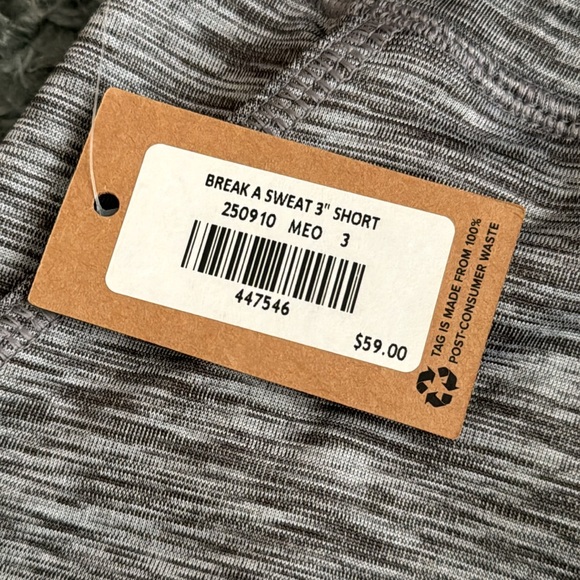 BREAK A SWEAT 3" SHORT
250910 MEO 3
447546
$59.00
TAG IS MADE FROM 100%
POST-CONSUMER WASTE